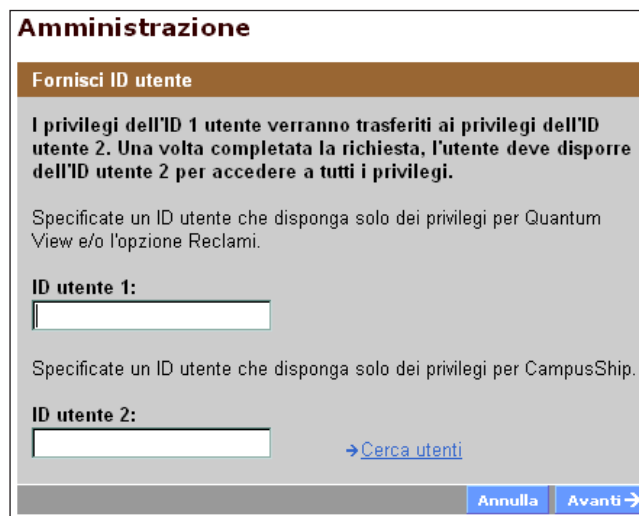 Amministrazione
Fornisci ID utente
I privilegi dell'ID 1 utente verranno trasferiti ai privilegi dell'ID
utente 2. Una volta completata la richiesta, l'utente deve disporre
dell'ID utente 2 per accedere a tutti i privilegi.
Specificate un ID utente che disponga solo dei privilegi per Quantum
View e/o l'opzione Reclami.
ID utente 1:
Specificate un ID utente che disponga solo dei privilegi per CampusShip.
ID utente 2:
→Cerca utenti
Annulla Avanti→